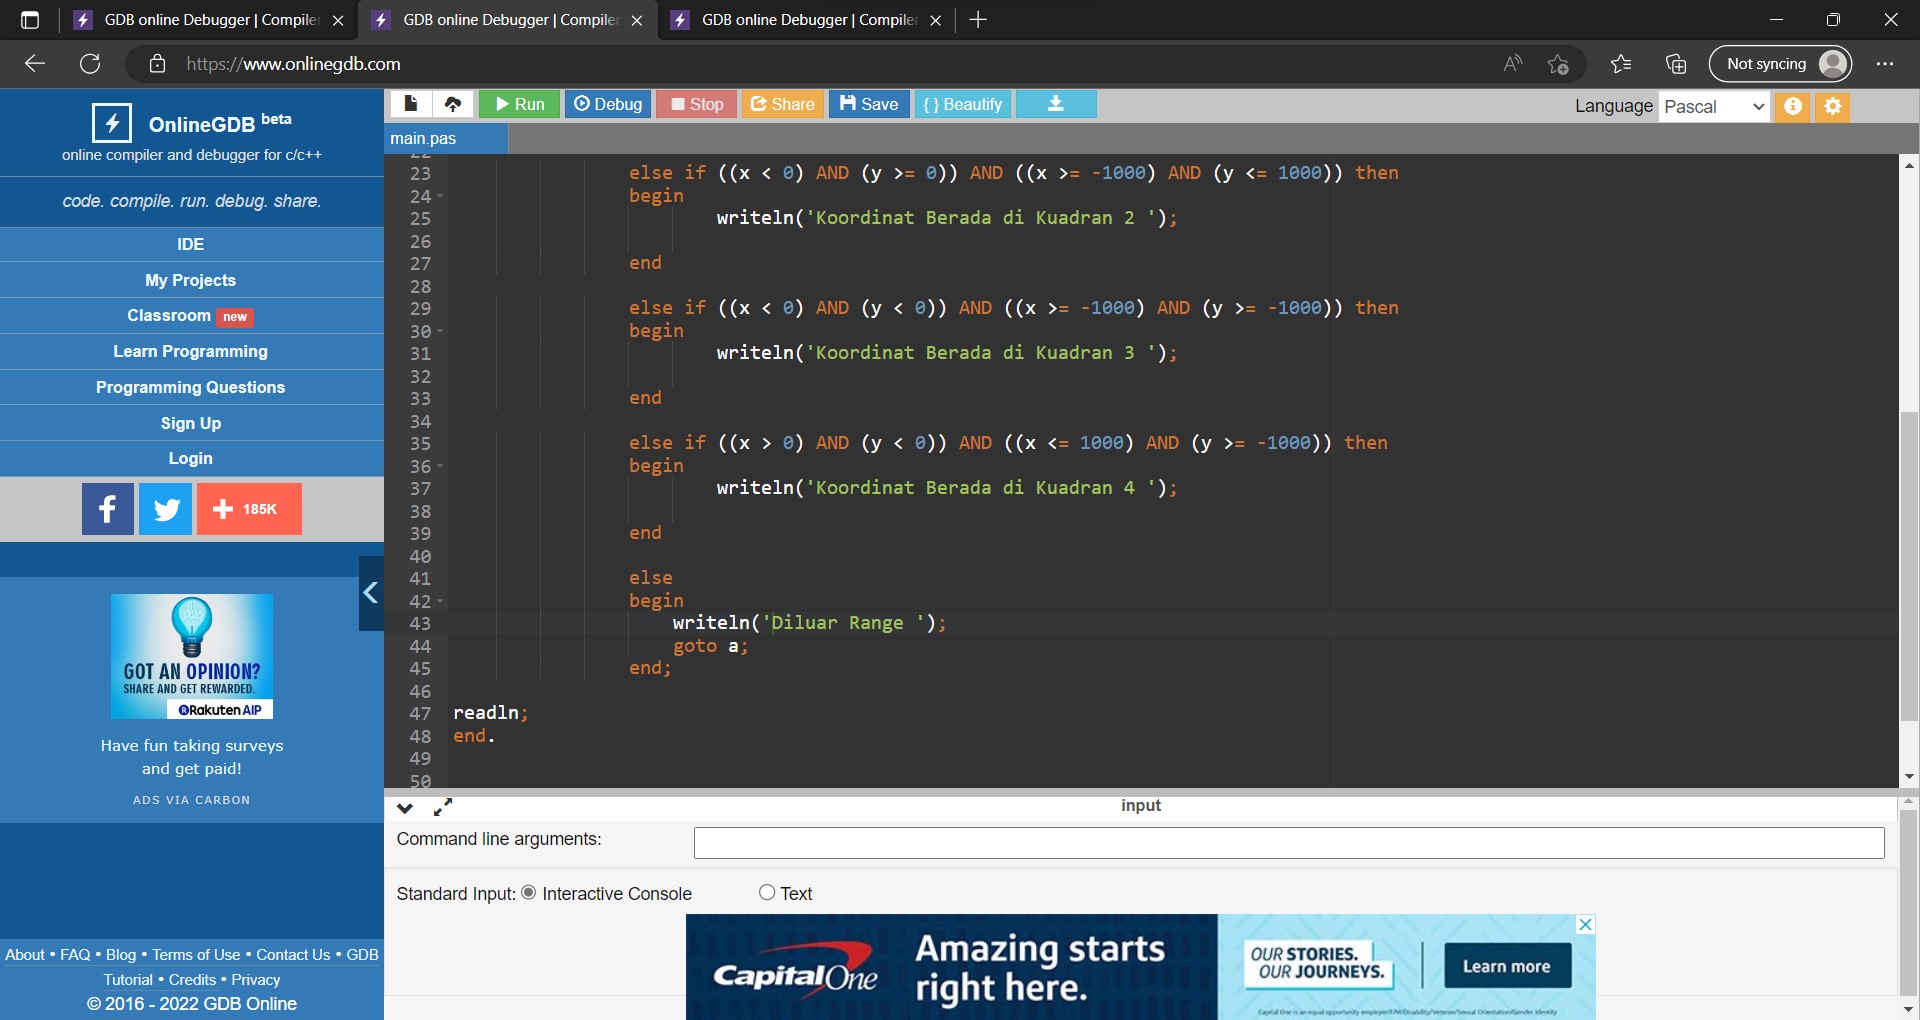 GDB online Debugger | Compiler
GDB online Debugger | Compiler
GDB online Debugger | Compiler
https://www.onlinegdb.com
Not syncing
OnlineGDB beta
online compiler and debugger for c/c++
code. compile. run. debug. share.
IDE
My Projects
Classroom new
Learn Programming
Programming Questions
Sign Up
Login
f
+ 185K
GOT AN OPINION?
SHARE AND GET REWARDED.
Rakuten AIP
Have fun taking surveys
and get paid!
ADS VIA CARBON
About • FAQ • Blog • Terms of Use • Contact Us • GDB
Tutorial • Credits • Privacy
© 2016 - 2022 GDB Online
Run
Debug
Stop
Share
Save
{ } Beautify
Language Pascal
main.pas
22
23 else if ((x < 0) AND (y >= 0)) AND ((x >= -1000) AND (y <= 1000)) then
24 begin
25 writeln('Koordinat Berada di Kuadran 2 ');
26
27 end
28
29 else if ((x < 0) AND (y < 0)) AND ((x >= -1000) AND (y >= -1000)) then
30 begin
31 writeln('Koordinat Berada di Kuadran 3 ');
32
33 end
34
35 else if ((x > 0) AND (y < 0)) AND ((x <= 1000) AND (y >= -1000)) then
36 begin
37 writeln('Koordinat Berada di Kuadran 4 ');
38
39 end
40
41 else
42 begin
43 writeln('Diluar Range ');
44 goto a;
45 end;
46
47 readln;
48 end.
49
50
input
Command line arguments:
Standard Input: Interactive Console Text
Capital One
Amazing starts
right here.
OUR STORIES.
OUR JOURNEYS.
Learn more